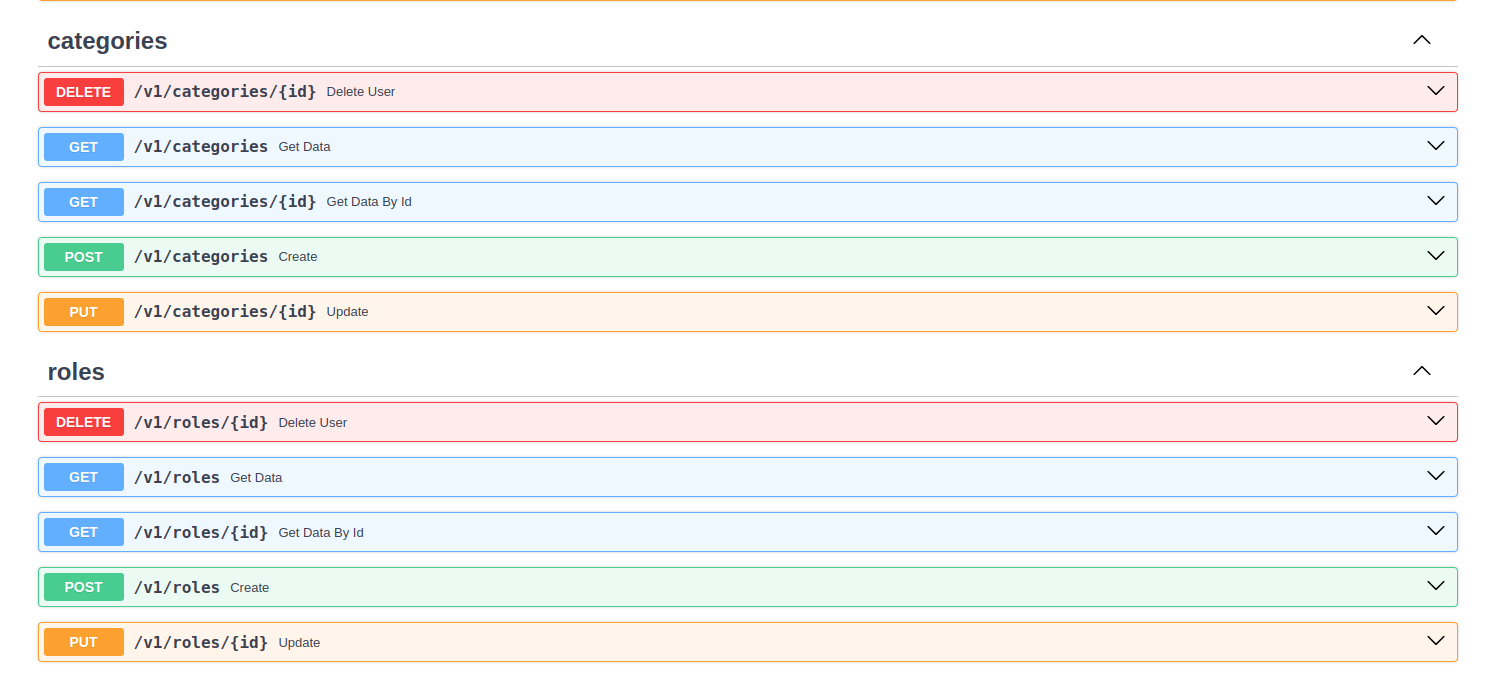 categories
DELETE /v1/categories/{id} Delete User
GET /v1/categories Get Data
GET /v1/categories/{id} Get Data By Id
POST /v1/categories Create
PUT /v1/categories/{id} Update
roles
DELETE /v1/roles/{id} Delete User
GET /v1/roles Get Data
GET /v1/roles/{id} Get Data By Id
POST /v1/roles Create
PUT /v1/roles/{id} Update